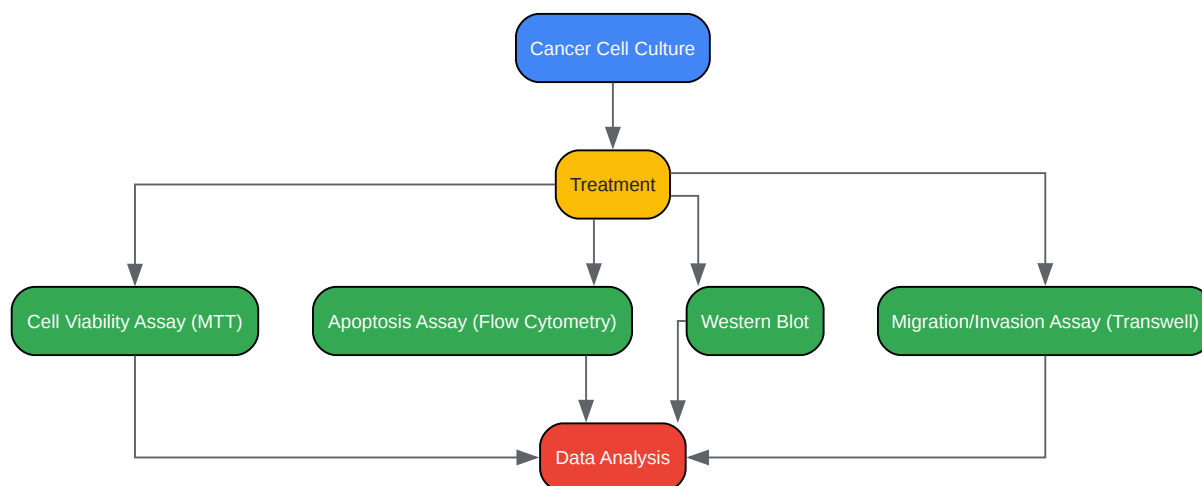 Cancer Cell Culture
Treatment
Cell Viability Assay (MTT)
Apoptosis Assay (Flow Cytometry)
Western Blot
Migration/Invasion Assay (Transwell)
Data Analysis